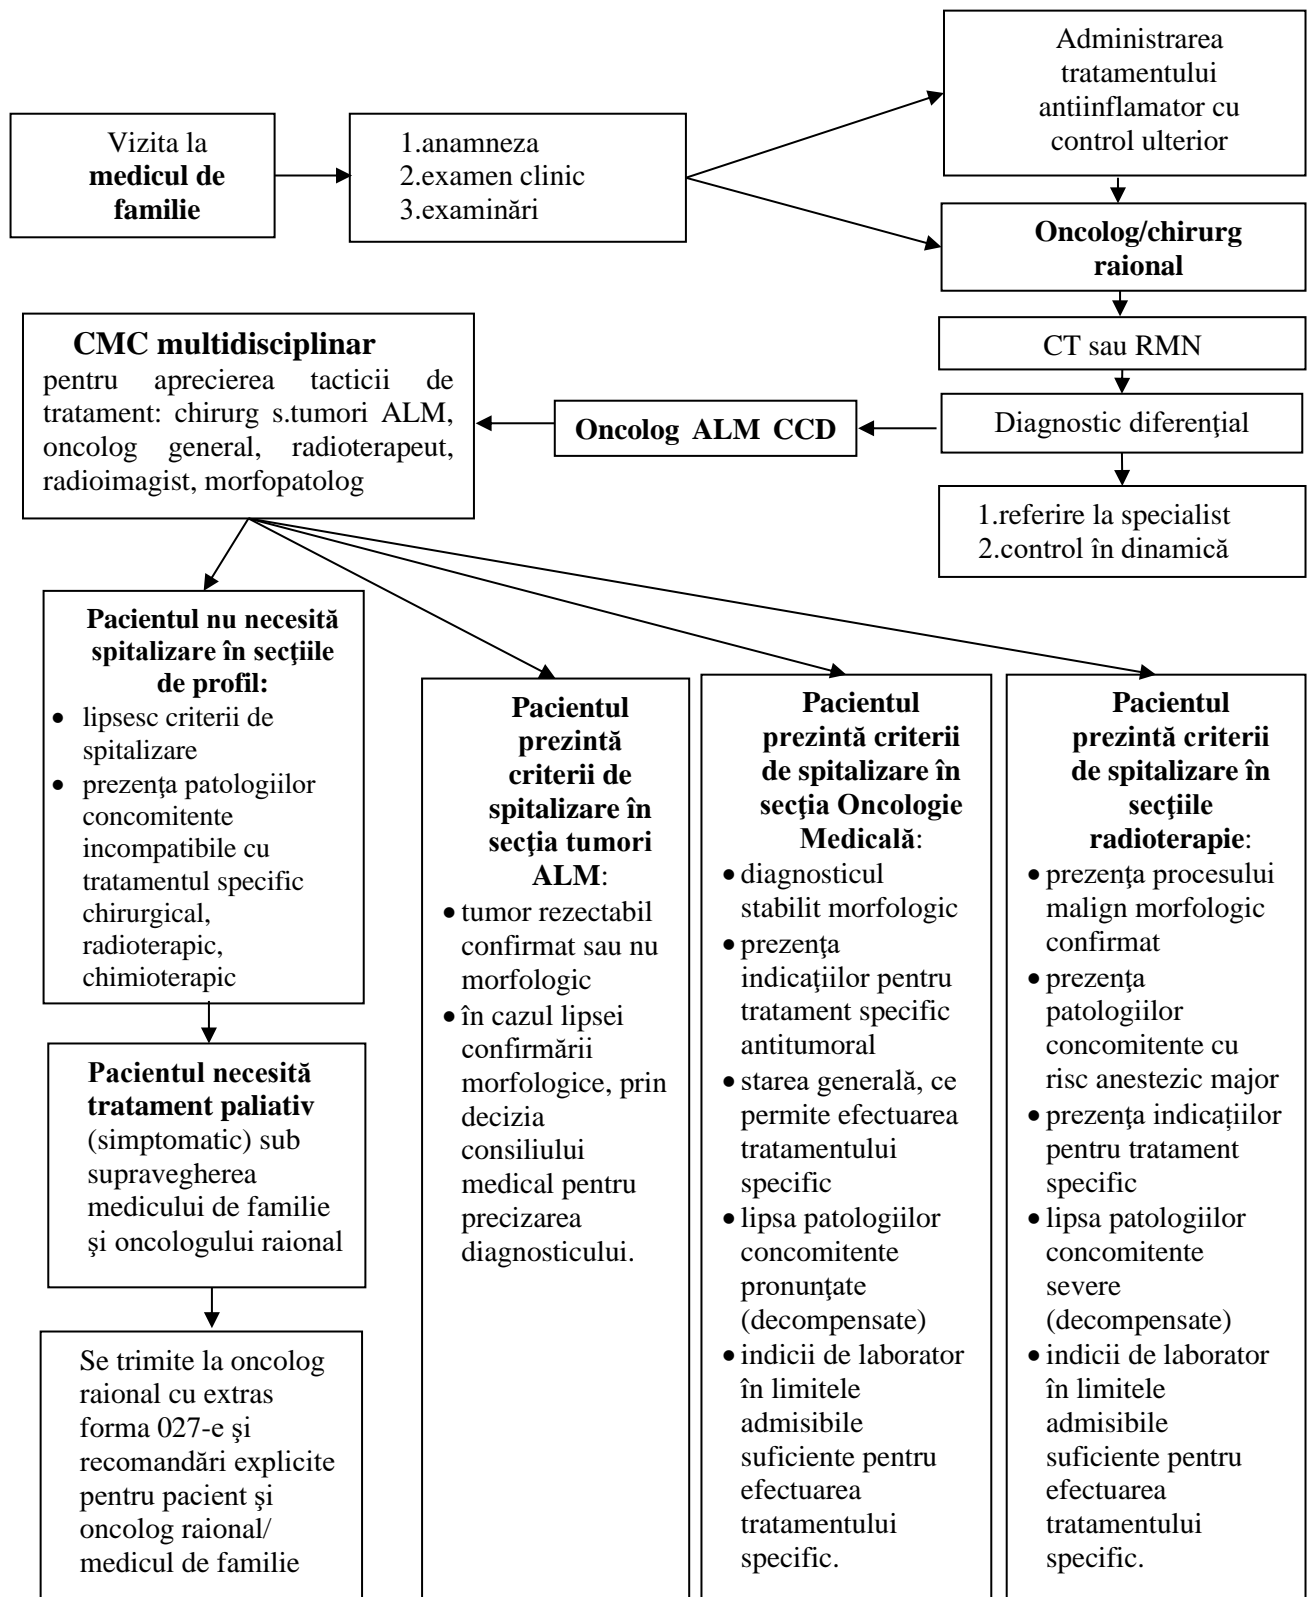 Vizita la
medicul de
familie
1.anamneza
2.examen clinic
3.examinări
Administrarea
tratamentului
antiinflamator cu
control ulterior
Oncolog/chirurg
raional
CT sau RMN
Diagnostic diferenţial
1.referire la specialist
2.control în dinamică
Oncolog ALM CCD
CMC multidisciplinar
pentru aprecierea tacticii de
tratament: chirurg s.tumori ALM,
oncolog general, radioterapeut,
radioimagist, morfopatolog
Pacientul nu necesită
spitalizare în secţiile
de profil:
• lipsesc criterii de
spitalizare
• prezenţa patologiilor
concomitente
incompatibile cu
tratamentul specific
chirurgical,
radioterapic,
chimioterapic
Pacientul necesită
tratament paliativ
(simptomatic) sub
supravegherea
medicului de familie
şi oncologului raional
Se trimite la oncolog
raional cu extras
forma 027-e şi
recomandări explicite
pentru pacient şi
oncolog raional/
medicul de familie
Pacientul
prezintă
criterii de
spitalizare în
secţia tumori
ALM:
• tumor rezectabil
confirmat sau nu
morfologic
• în cazul lipsei
confirmării
morfologice, prin
decizia
consiliului
medical pentru
precizarea
diagnosticului.
Pacientul
prezintă criterii
de spitalizare în
secţia Oncologie
Medicală:
• diagnosticul
stabilit morfologic
• prezenţa
indicaţiilor pentru
tratament specific
antitumoral
• starea generală, ce
permite efectuarea
tratamentului
specific
• lipsa patologiilor
concomitente
pronunţate
(decompensate)
• indicii de laborator
în limitele
admisibile
suficiente pentru
efectuarea
tratamentului
specific.
Pacientul
prezintă criterii
de spitalizare în
secţiile
radioterapie:
• prezenţa procesului
malign morfologic
confirmat
• prezenţa
patologiilor
concomitente cu
risc anestezic major
• prezenţa indicațiilor
pentru tratament
specific
• lipsa patologiilor
concomitente
severe
(decompensate)
• indicii de laborator
în limitele
admisibile
suficiente pentru
efectuarea
tratamentului
specific.